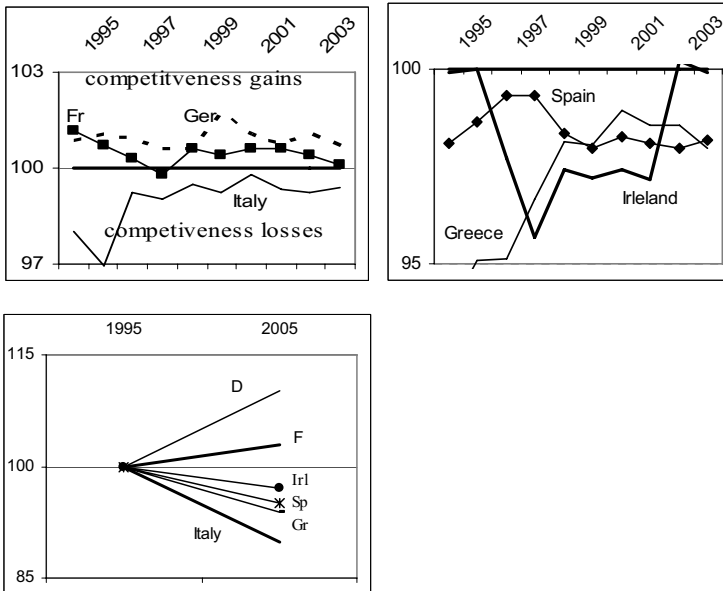 1995 1997 1999 2001 2003
103
competitveness gains
Fr Ger
100
Italy
competiveness losses
97
1995 1997 1999 2001 2003
100
Spain
Irleland
Greece
95
1995 2005
115
D
F
100
Irl
Sp
Gr
Italy
85